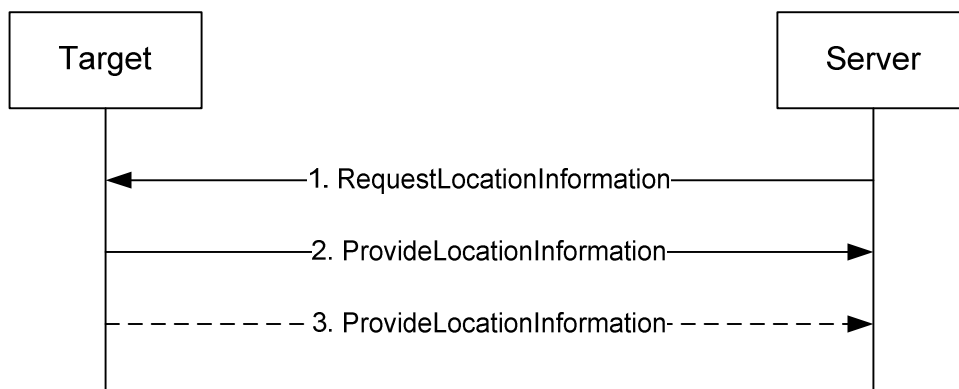 Target
Server
1. RequestLocationInformation
2. ProvideLocationInformation
3. ProvideLocationInformation